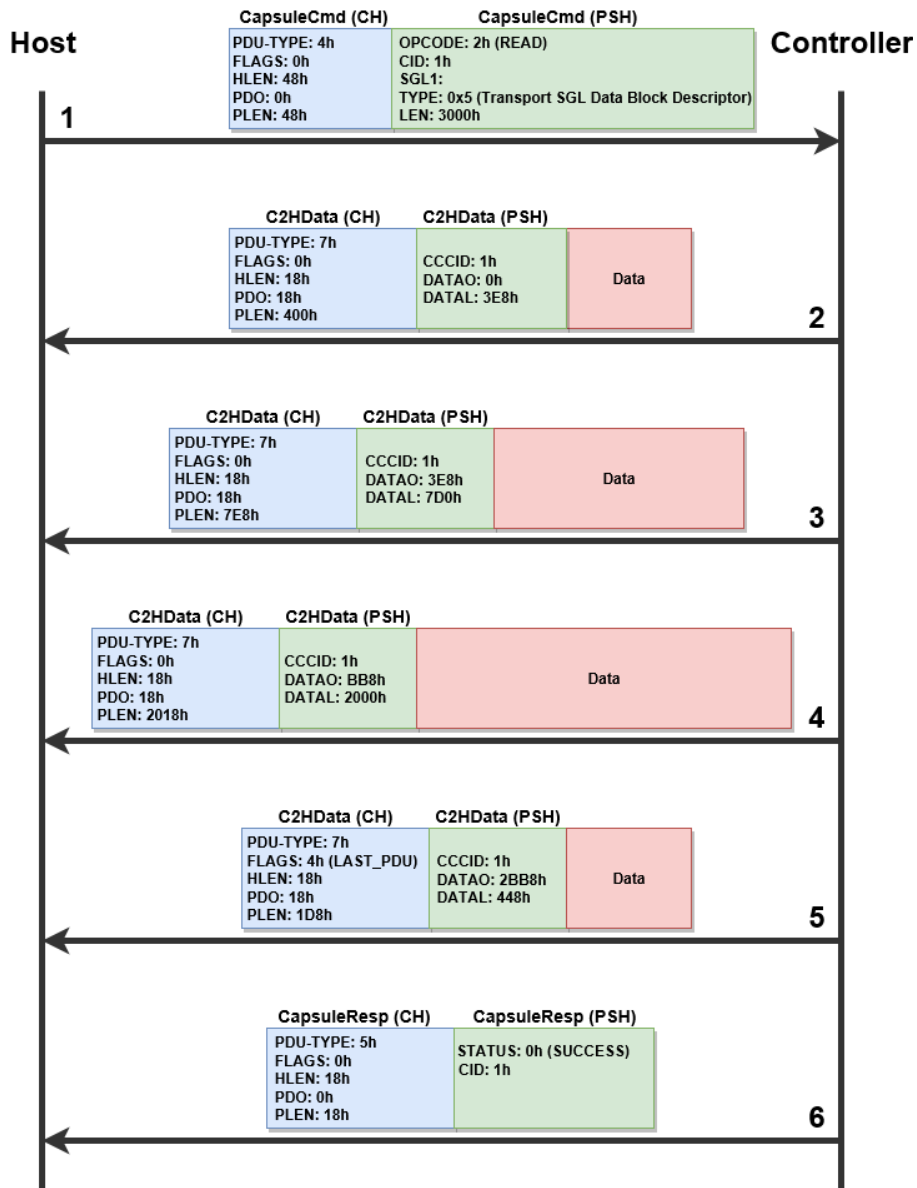 CapsuleCmd (CH)
CapsuleCmd (PSH)
Host
Controller
PDU-TYPE: 4h
FLAGS: 0h
HLEN: 48h
PDO: 0h
PLEN: 48h
OPCODE: 2h (READ)
CID: 1h
SGL1:
TYPE: 0x5 (Transport SGL Data Block Descriptor)
LEN: 3000h
1
C2HData (CH)
C2HData (PSH)
PDU-TYPE: 7h
FLAGS: 0h
HLEN: 18h
PDO: 18h
PLEN: 400h
CCCID: 1h
DATAO: 0h
DATAL: 3E8h
Data
2
C2HData (CH)
C2HData (PSH)
PDU-TYPE: 7h
FLAGS: 0h
HLEN: 18h
PDO: 18h
PLEN: 7E8h
CCCID: 1h
DATAO: 3E8h
DATAL: 7D0h
Data
3
C2HData (CH)
C2HData (PSH)
PDU-TYPE: 7h
FLAGS: 0h
HLEN: 18h
PDO: 18h
PLEN: 2018h
CCCID: 1h
DATAO: BB8h
DATAL: 2000h
Data
4
C2HData (CH)
C2HData (PSH)
PDU-TYPE: 7h
FLAGS: 4h (LAST_PDU)
HLEN: 18h
PDO: 18h
PLEN: 1D8h
CCCID: 1h
DATAO: 2BB8h
DATAL: 448h
Data
5
CapsuleResp (CH)
CapsuleResp (PSH)
PDU-TYPE: 5h
FLAGS: 0h
HLEN: 18h
PDO: 0h
PLEN: 18h
STATUS: 0h (SUCCESS)
CID: 1h
6